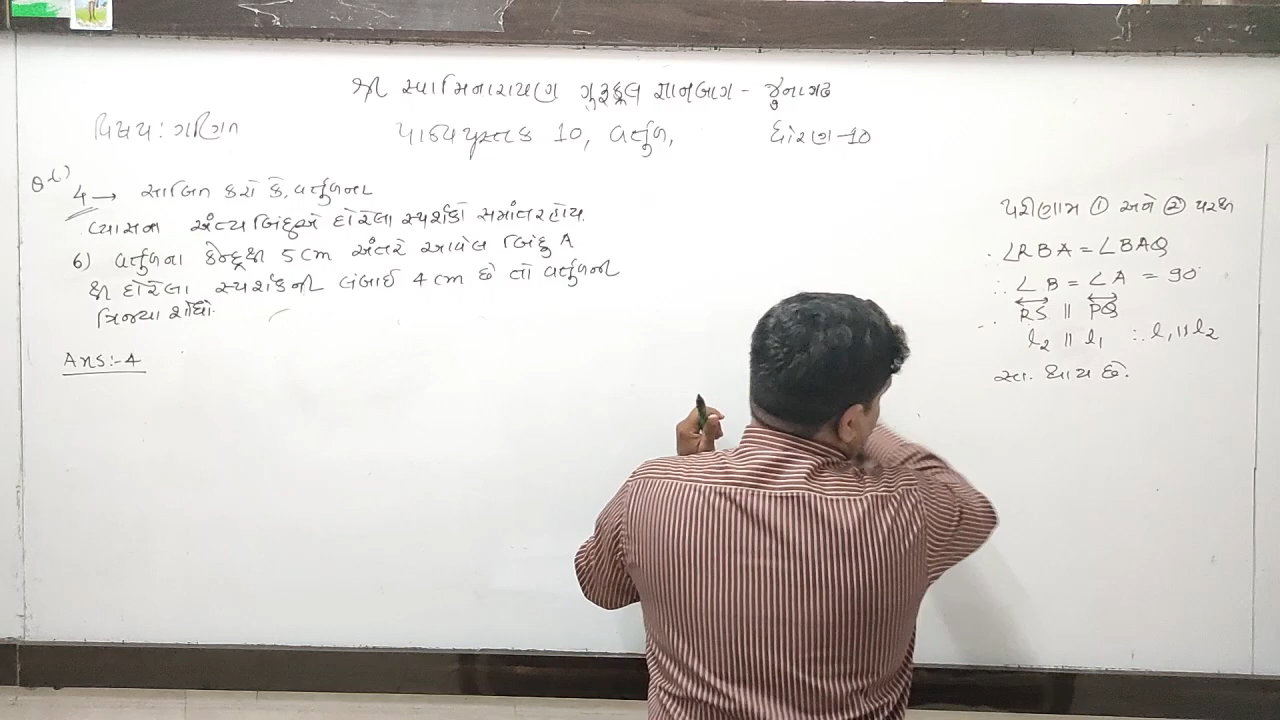 શ્રી સ્વામિનારાયણ ગુરૂકૂલ જ્ઞાનબાગ - જુનાગઢ
વિષય: ગણિત પાઠ્યપુસ્તક 10, વર્તુળ, ધોરણ-10
4 → સાબિત કરો કે, વર્તુળના
વ્યાસના અંત્યબિંદુએ દોરેલા સ્પર્શકો સમાંતર હોય.
6) વર્તુળના કેન્દ્રથી 5 cm અંતરે આવેલ બિંદુ A
થી દોરેલા સ્પર્શકની લંબાઈ 4 cm છે તો વર્તુળની
ત્રિજ્યા શોધો.
Ans:-4
પરીણામ ① અને ② પરથી
∴ ∠RBA = ∠BAQ
∴ ∠B = ∠A = 90
∴ RS || PQ
l₂ || l₁ ∴ l₁ || l₂
સા. થાય છે.